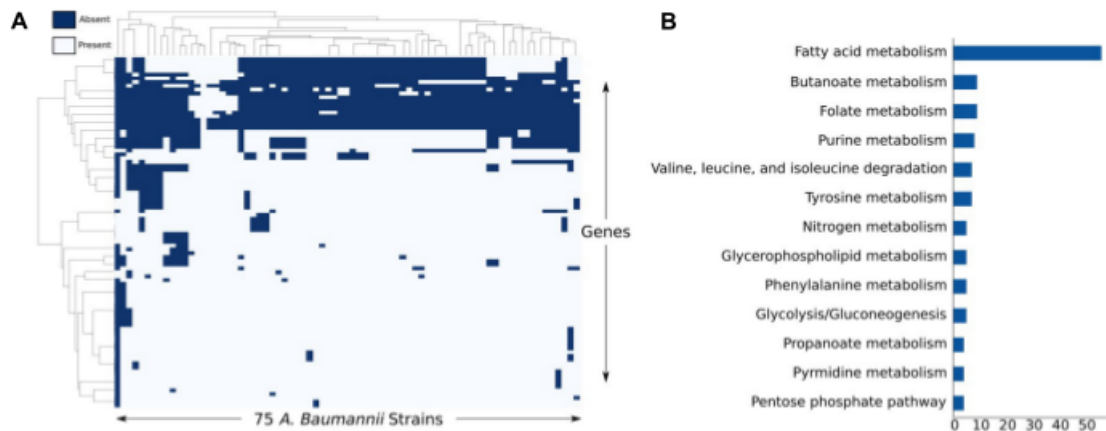 A
Absent
Present
Genes
75 A. Baumannii Strains
B
Fatty acid metabolism
Butanoate metabolism
Folate metabolism
Purine metabolism
Valine, leucine, and isoleucine degradation
Tyrosine metabolism
Nitrogen metabolism
Glycerophospholipid metabolism
Phenylalanine metabolism
Glycolysis/Gluconeogenesis
Propanoate metabolism
Pyrmidine metabolism
Pentose phosphate pathway
0 10 20 30 40 50